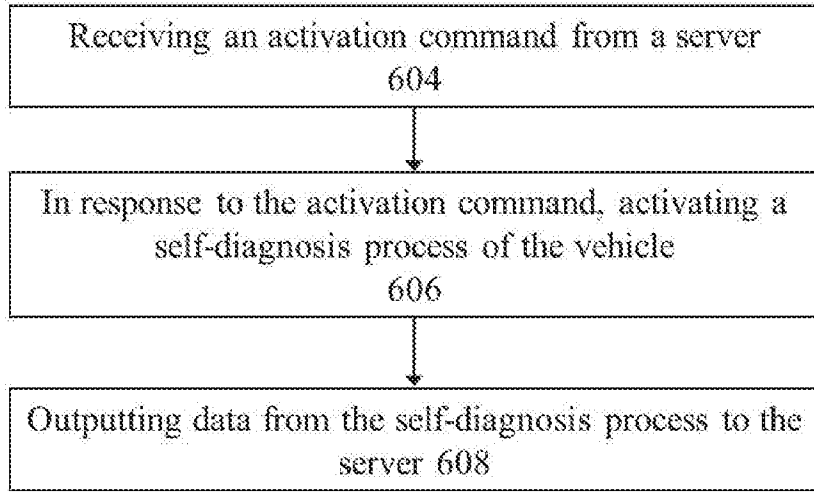 Receiving an activation command from a server
604
In response to the activation command, activating a
self-diagnosis process of the vehicle
606
Outputting data from the self-diagnosis process to the
server 608